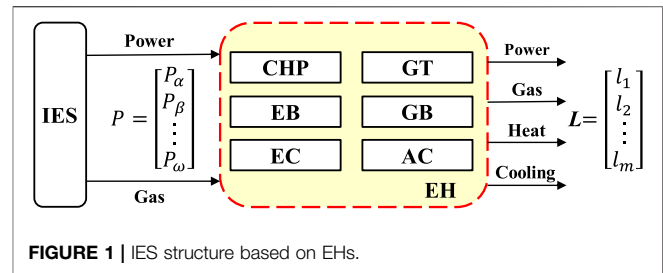 IES
Power
P = [P_α P_β ⋮ P_ω]
Gas
CHP GT
EB GB
EC AC
EH
Power
Gas
Heat
Cooling
L= [l_1 l_2 ⋮ l_m]
FIGURE 1 | IES structure based on EHs.